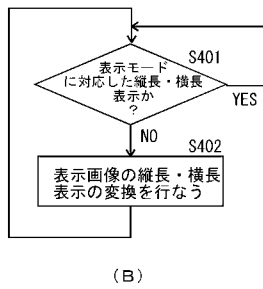 S401
表示モード
に対応した縦長・横長
表示か
?
YES
NO
S402
表示画像の縦長・横長
表示の変換を行なう
(B)